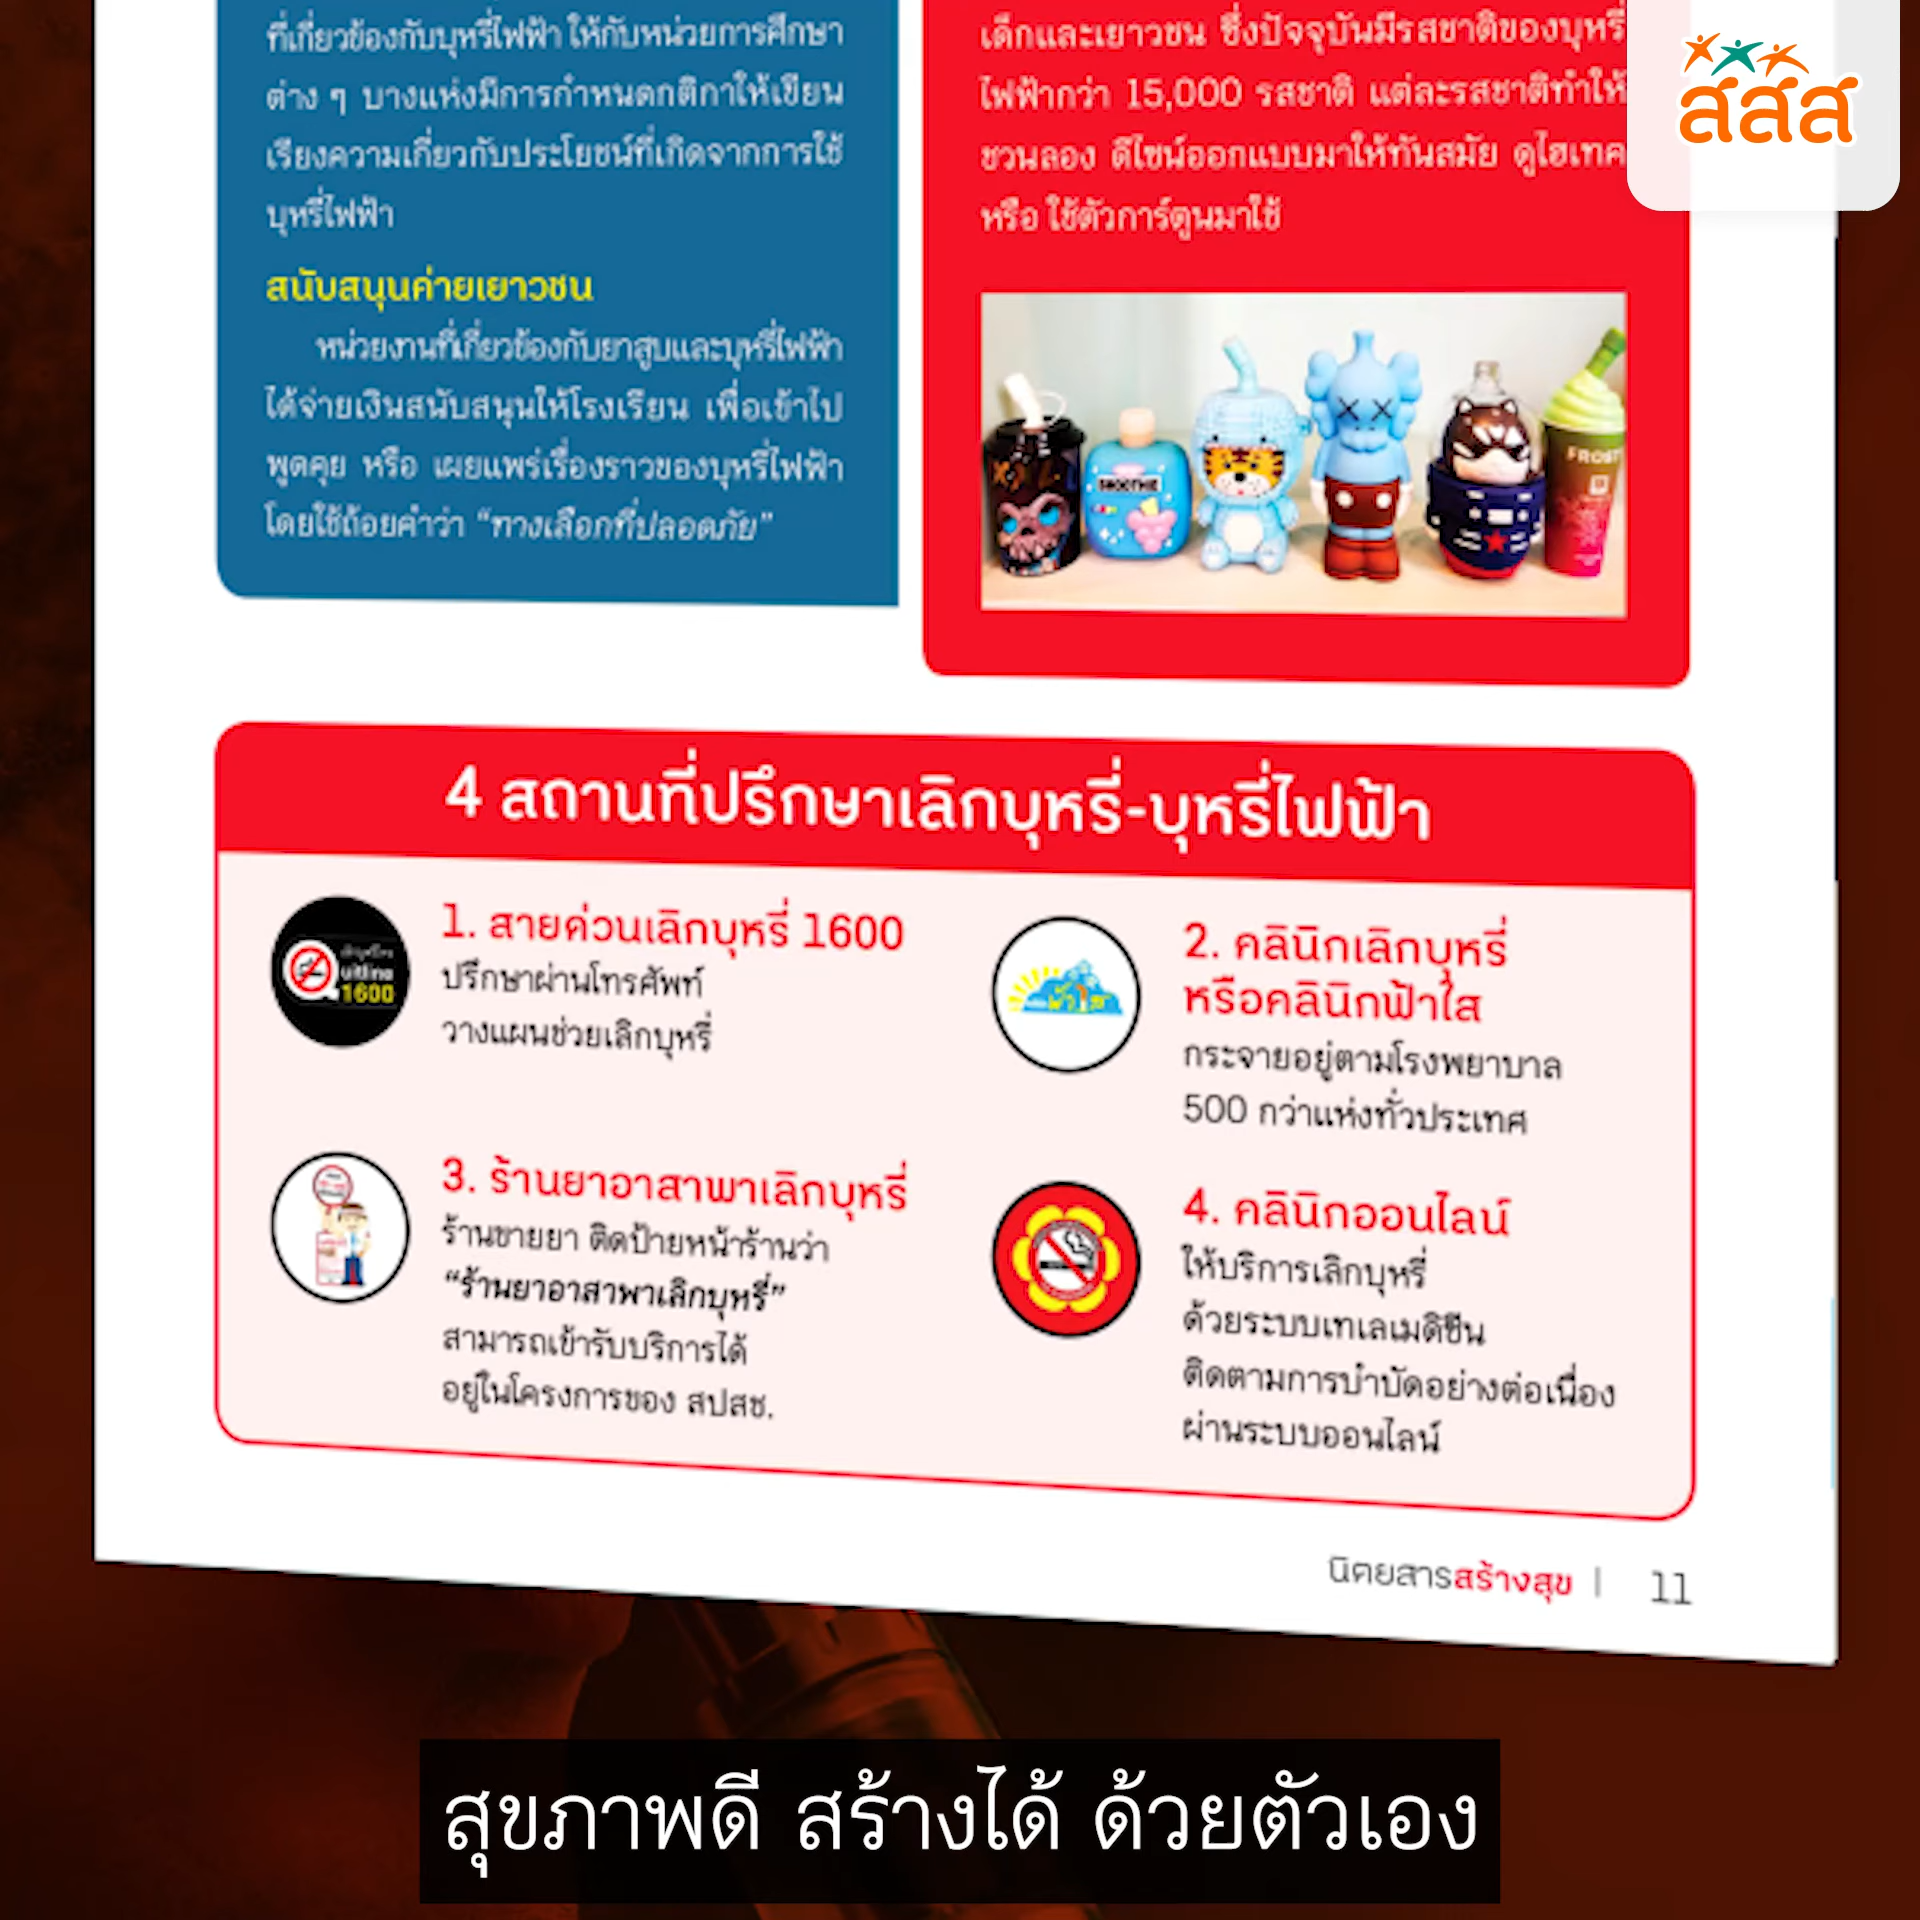 ที่เกี่ยวข้องกับบุหรี่ไฟฟ้า ให้กับหน่วยการศึกษา
ต่าง ๆ บางแห่งมีการกำหนดกติกาให้เขียน
เรียงความเกี่ยวกับประโยชน์ที่เกิดจากการใช้
บุหรี่ไฟฟ้า
สนับสนุนค่ายเยาวชน
หน่วยงานที่เกี่ยวข้องกับยาสูบและบุหรี่ไฟฟ้า
ได้จ่ายเงินสนับสนุนให้โรงเรียน เพื่อเข้าไป
พูดคุย หรือ เผยแพร่เรื่องราวของบุหรี่ไฟฟ้า
โดยใช้ถ้อยคำว่า “ทางเลือกที่ปลอดภัย”
เด็กและเยาวชน ซึ่งปัจจุบันมีรสชาติของบุหรี่
ไฟฟ้ากว่า 15,000 รสชาติ แต่ละรสชาติทำให้
ชวนลอง ดีไซน์ออกแบบมาให้ทันสมัย ดูไฮเทค
หรือ ใช้ตัวการ์ตูนมาใช้
สสส
SMOOTHIE
FROST
4 สถานที่ปรึกษาเลิกบุหรี่-บุหรี่ไฟฟ้า
1600
1. สายด่วนเลิกบุหรี่ 1600
ปรึกษาผ่านโทรศัพท์
วางแผนช่วยเลิกบุหรี่
2. คลินิกเลิกบุหรี่
หรือคลินิกฟ้าใส
กระจายอยู่ตามโรงพยาบาล
500 กว่าแห่งทั่วประเทศ
3. ร้านยาอาสาพาเลิกบุหรี่
ร้านขายยา ติดป้ายหน้าร้านว่า
“ร้านยาอาสาพาเลิกบุหรี่”
สามารถเข้ารับบริการได้
อยู่ในโครงการของ สปสช.
4. คลินิกออนไลน์
ให้บริการเลิกบุหรี่
ด้วยระบบเทเลเมดิซีน
ติดตามการบำบัดอย่างต่อเนื่อง
ผ่านระบบออนไลน์
นิตยสารสร้างสุข | 11
สุขภาพดี สร้างได้ ด้วยตัวเอง